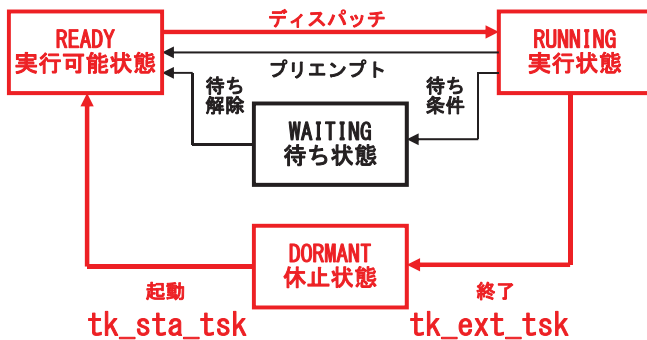 ディスパッチ
READY
実行可能状態
RUNNING
実行状態
プリエンプト
待ち
解除
待ち
条件
WAITING
待ち状態
DORMANT
休止状態
起動
tk_sta_tsk
終了
tk_ext_tsk